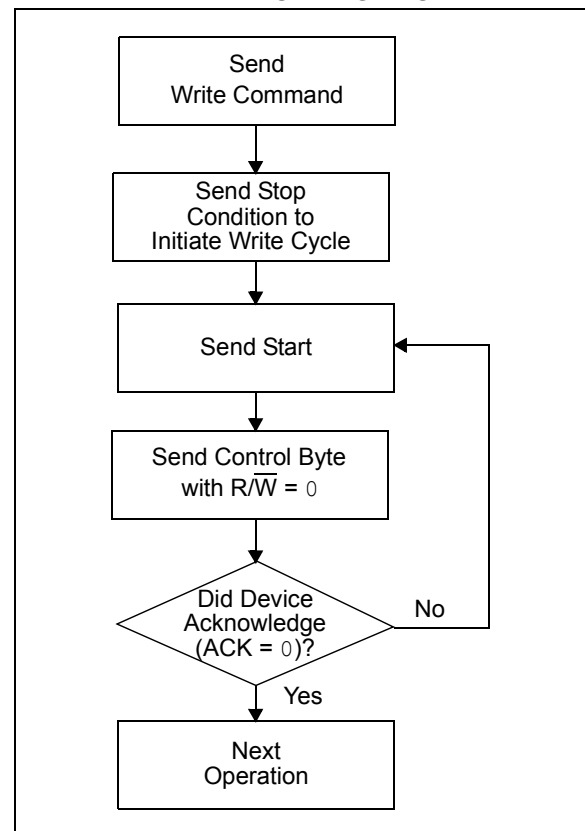 Send
Write Command
Send Stop
Condition to
Initiate Write Cycle
Send Start
Send Control Byte
with R/W̅ = 0
Did Device
Acknowledge
(ACK = 0)?
No
Yes
Next
Operation